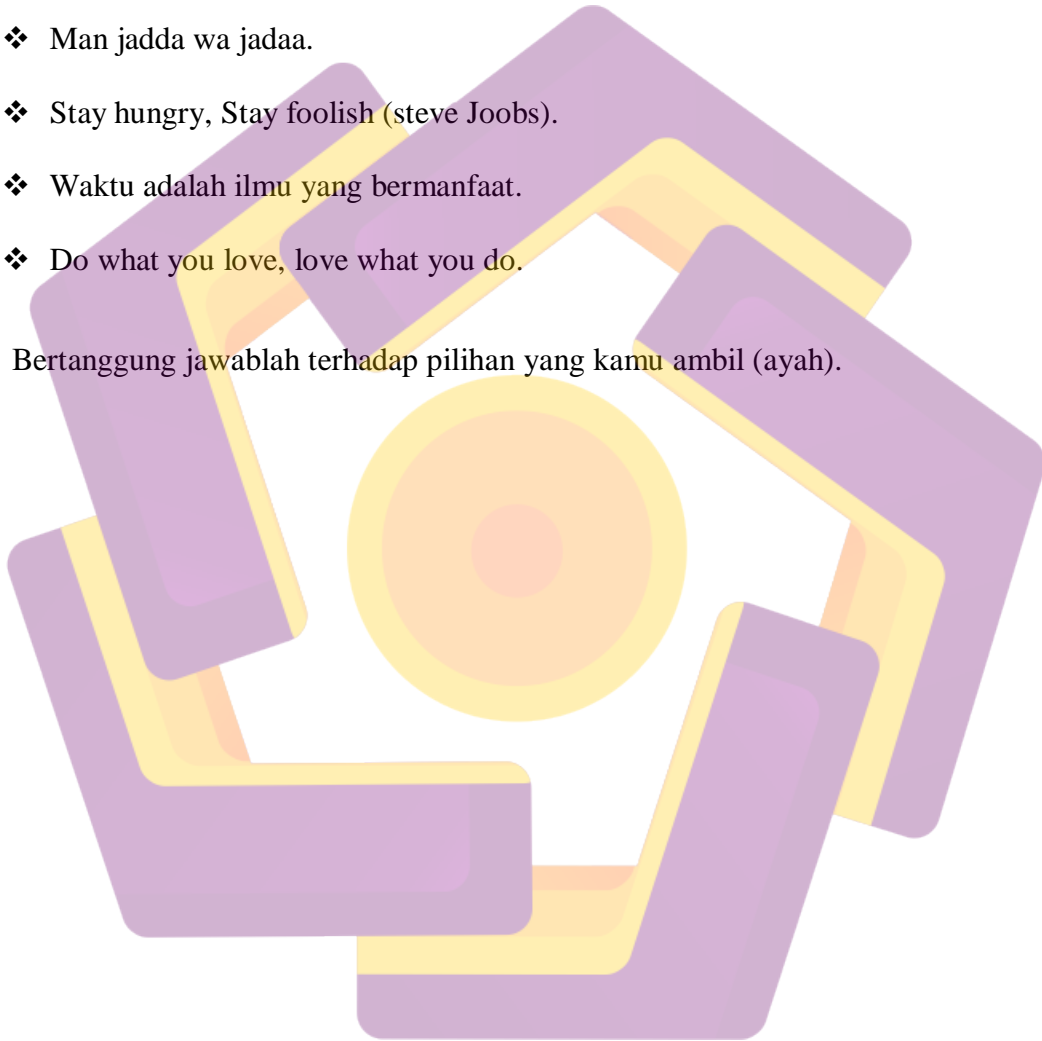 ❖ Man jadda wa jadaa.
❖ Stay hungry, Stay foolish (steve Joobs).
❖ Waktu adalah ilmu yang bermanfaat.
❖ Do what you love, love what you do.
Bertanggung jawablah terhadap pilihan yang kamu ambil (ayah).